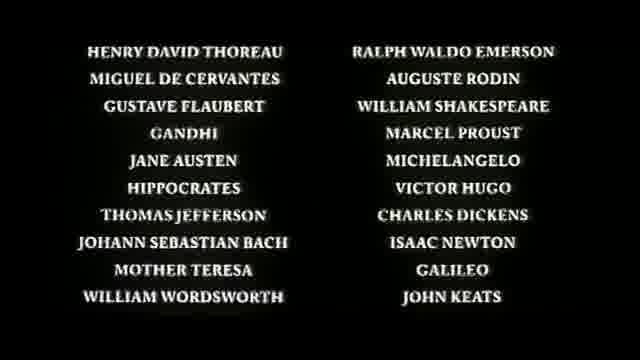 HENRY DAVID THOREAU
MIGUEL DE CERVANTES
GUSTAVE FLAUBERT
GANDHI
JANE AUSTEN
HIPPOCRATES
THOMAS JEFFERSON
JOHANN SEBASTIAN BACH
MOTHER TERESA
WILLIAM WORDSWORTH
RALPH WALDO EMERSON
AUGUSTE RODIN
WILLIAM SHAKESPEARE
MARCEL PROUST
MICHELANGELO
VICTOR HUGO
CHARLES DICKENS
ISAAC NEWTON
GALILEO
JOHN KEATS